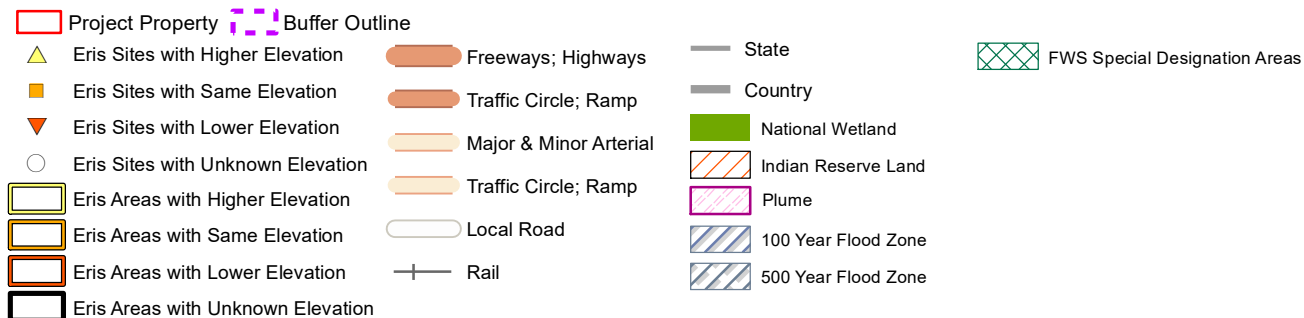 Project Property
Buffer Outline
Eris Sites with Higher Elevation
Eris Sites with Same Elevation
Eris Sites with Lower Elevation
Eris Sites with Unknown Elevation
Eris Areas with Higher Elevation
Eris Areas with Same Elevation
Eris Areas with Lower Elevation
Eris Areas with Unknown Elevation
Freeways; Highways
Traffic Circle; Ramp
Major & Minor Arterial
Traffic Circle; Ramp
Local Road
Rail
State
Country
National Wetland
Indian Reserve Land
Plume
100 Year Flood Zone
500 Year Flood Zone
FWS Special Designation Areas